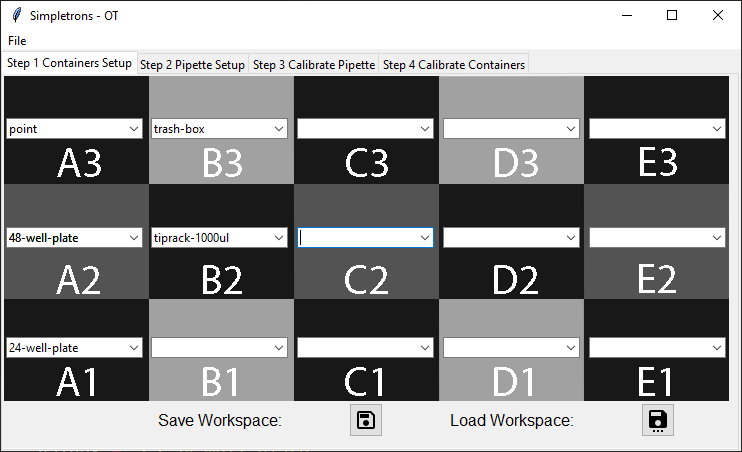 Simpletrons - OT
File
Step 1 Containers Setup Step 2 Pipette Setup Step 3 Calibrate Pipette Step 4 Calibrate Containers
point trash-box
A3 B3 C3 D3 E3
48-well-plate tiprack-1000ul
A2 B2 C2 D2 E2
24-well-plate
A1 B1 C1 D1 E1
Save Workspace: Load Workspace: